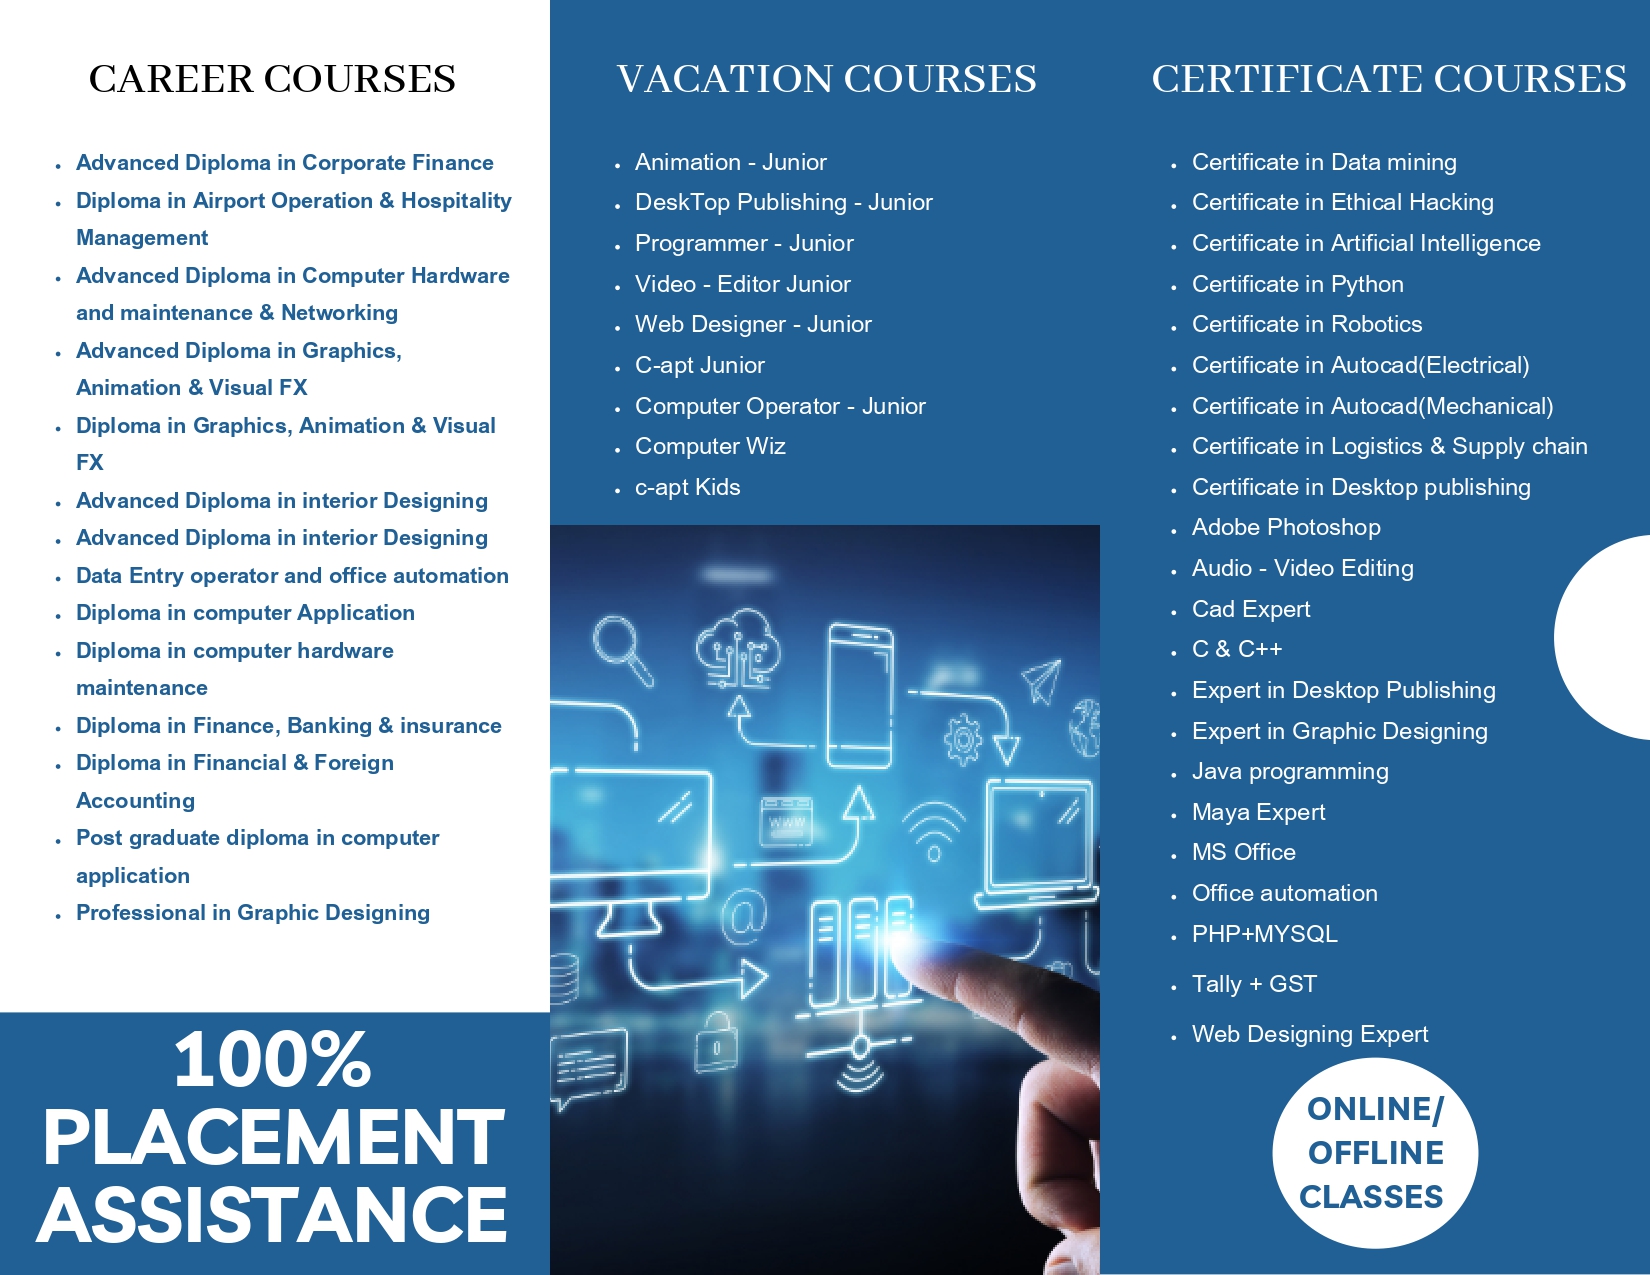 CAREER COURSES
Advanced Diploma in Corporate Finance
Diploma in Airport Operation & Hospitality
Management
Advanced Diploma in Computer Hardware
and maintenance & Networking
Advanced Diploma in Graphics,
Animation & Visual FX
Diploma in Graphics, Animation & Visual
FX
Advanced Diploma in interior Designing
Advanced Diploma in interior Designing
Data Entry operator and office automation
Diploma in computer Application
Diploma in computer hardware
maintenance
Diploma in Finance, Banking & insurance
Diploma in Financial & Foreign
Accounting
Post graduate diploma in computer
application
Professional in Graphic Designing
100%
PLACEMENT
ASSISTANCE
VACATION COURSES
Animation - Junior
DeskTop Publishing - Junior
Programmer - Junior
Video - Editor Junior
Web Designer - Junior
C-apt Junior
Computer Operator - Junior
Computer Wiz
c-apt Kids
WWW
@
CERTIFICATE COURSES
Certificate in Data mining
Certificate in Ethical Hacking
Certificate in Artificial Intelligence
Certificate in Python
Certificate in Robotics
Certificate in Autocad(Electrical)
Certificate in Autocad(Mechanical)
Certificate in Logistics & Supply chain
Certificate in Desktop publishing
Adobe Photoshop
Audio - Video Editing
Cad Expert
C & C++
Expert in Desktop Publishing
Expert in Graphic Designing
Java programming
Maya Expert
MS Office
Office automation
PHP+MYSQL
Tally + GST
Web Designing Expert
ONLINE/
OFFLINE
CLASSES